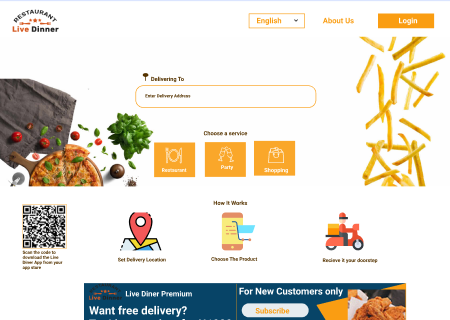 RESTAURANT
Live Dinner
English
About Us
Login
Delivering To
Enter Delivery Address
Choose a service
Restaurant
Party
Shopping
How It Works
Scan the code to
download the Live
Diner App from your
app store
Set Delivery Location
Choose The Product
Recieve it your doorstep
Live Dinner
Live Diner Premium
Want free delivery?
For New Customers only
Subscribe